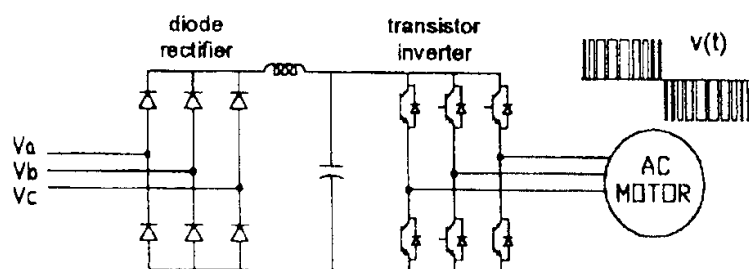 diode
rectifier
transistor
inverter
v(t)
Va
Vb
Vc
AC
MOTOR